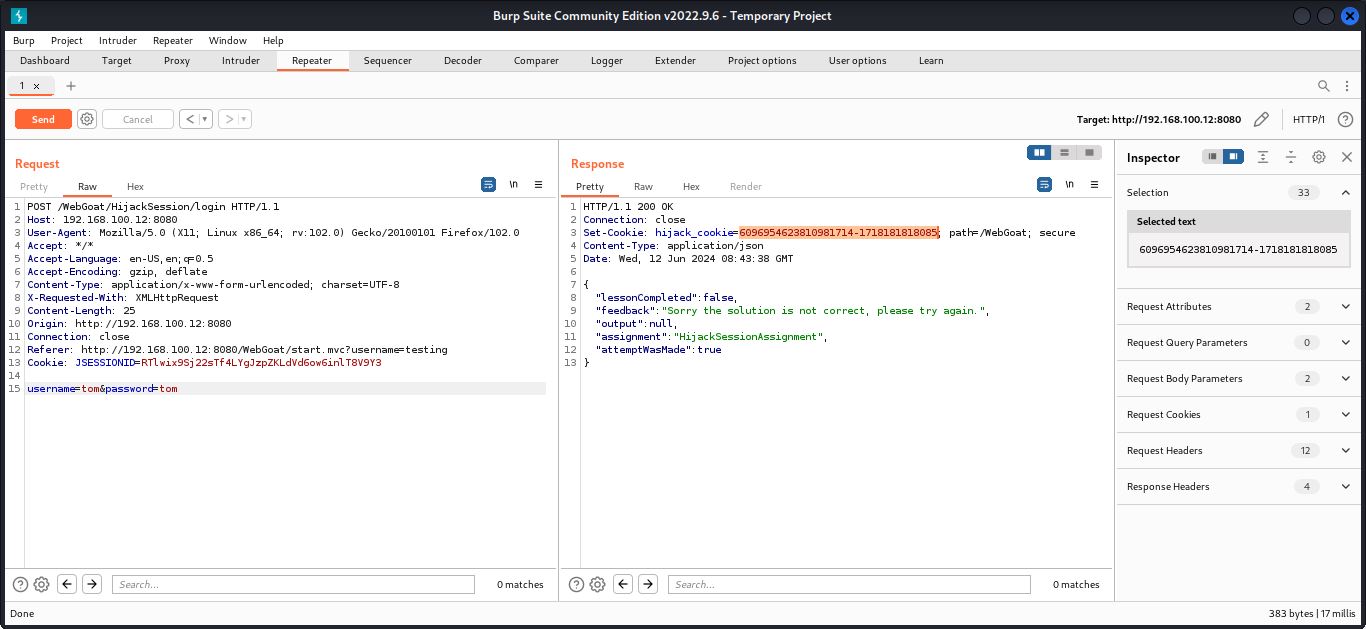 Burp Suite Community Edition v2022.9.6 - Temporary Project
Burp Project Intruder Repeater Window Help
Dashboard Target Proxy Intruder Repeater Sequencer Decoder Comparer Logger Extender Project options User options Learn
1 × +
Send Cancel < > Target: http://192.168.100.12:8080 HTTP/1 ?
Request
Pretty Raw Hex \n
1 POST /WebGoat/HijackSession/login HTTP/1.1
2 Host: 192.168.100.12:8080
3 User-Agent: Mozilla/5.0 (X11; Linux x86_64; rv:102.0) Gecko/20100101 Firefox/102.0
4 Accept: */*
5 Accept-Language: en-US,en;q=0.5
6 Accept-Encoding: gzip, deflate
7 Content-Type: application/x-www-form-urlencoded; charset=UTF-8
8 X-Requested-With: XMLHttpRequest
9 Content-Length: 25
10 Origin: http://192.168.100.12:8080
11 Connection: close
12 Referer: http://192.168.100.12:8080/WebGoat/start.mvc?username=testing
13 Cookie: JSESSIONID=RTlwix9Sj22sTf4LYgJzpZKLdVd6ow6inlT8V9Y3
14
15 username=tom&password=tom
Search... 0 matches
Response
Pretty Raw Hex Render \n
1 HTTP/1.1 200 OK
2 Connection: close
3 Set-Cookie: hijack_cookie=6096954623810981714-1718181818085; path=/WebGoat; secure
4 Content-Type: application/json
5 Date: Wed, 12 Jun 2024 08:43:38 GMT
6
7 {
8 "lessonCompleted":false,
9 "feedback":"Sorry the solution is not correct, please try again.",
10 "output":null,
11 "assignment":"HijackSessionAssignment",
12 "attemptWasMade":true
13 }
Search... 0 matches
Inspector
Selection 33
Selected text
6096954623810981714-1718181818085
Request Attributes 2
Request Query Parameters 0
Request Body Parameters 2
Request Cookies 1
Request Headers 12
Response Headers 4
Done
383 bytes | 17 millis